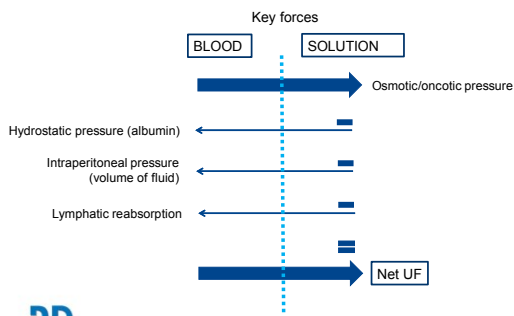 Key forces
BLOOD
SOLUTION
Osmotic/oncotic pressure
Hydrostatic pressure (albumin)
Intraperitoneal pressure
(volume of fluid)
Lymphatic reabsorption
Net UF